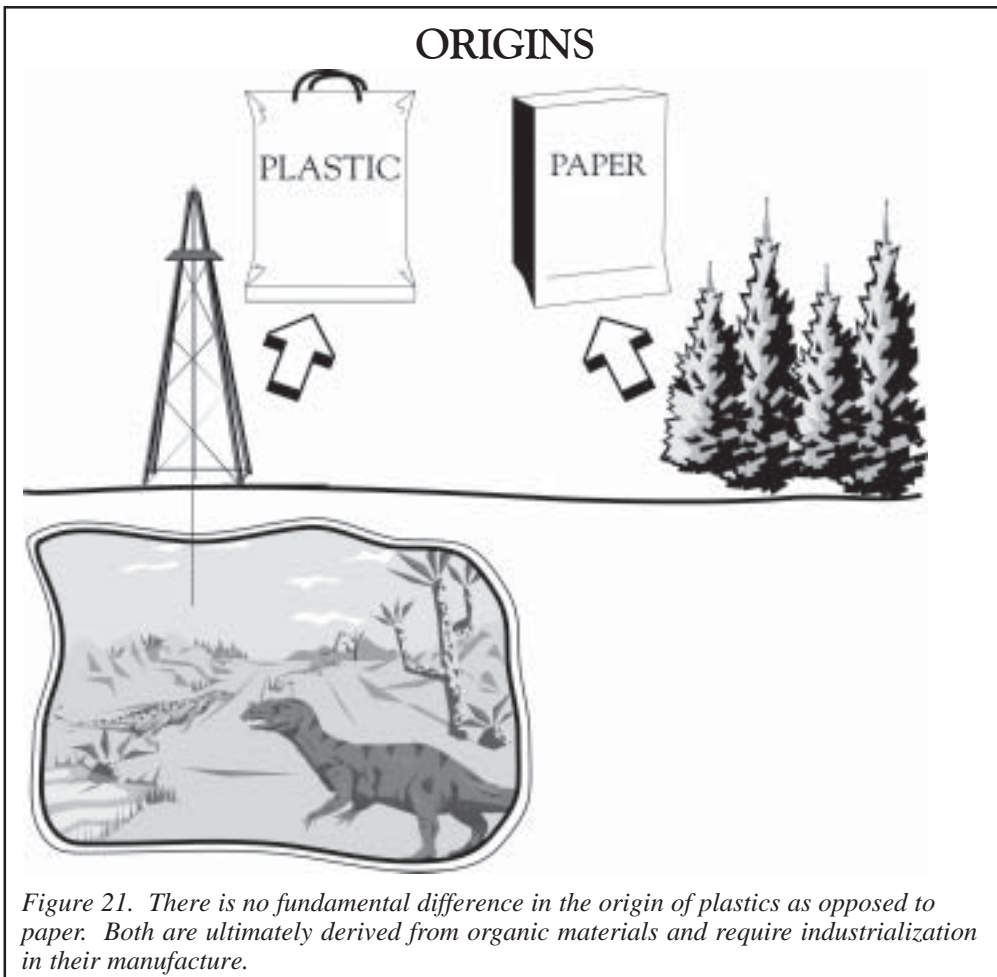 ORIGINS
PLASTIC
PAPER
Figure 21. There is no fundamental difference in the origin of plastics as opposed to
paper. Both are ultimately derived from organic materials and require industrialization
in their manufacture.